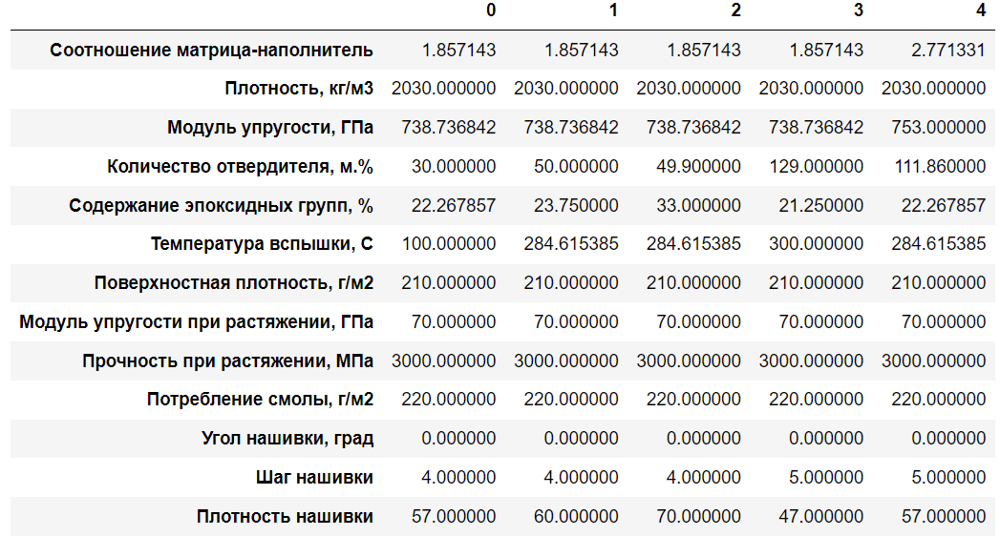 0 1 2 3 4
Соотношение матрица-наполнитель 1.857143 1.857143 1.857143 1.857143 2.771331
Плотность, кг/м3 2030.000000 2030.000000 2030.000000 2030.000000 2030.000000
Модуль упругости, ГПа 738.736842 738.736842 738.736842 738.736842 753.000000
Количество отвердителя, м.% 30.000000 50.000000 49.900000 129.000000 111.860000
Содержание эпоксидных групп, % 22.267857 23.750000 33.000000 21.250000 22.267857
Температура вспышки, С 100.000000 284.615385 284.615385 300.000000 284.615385
Поверхностная плотность, г/м2 210.000000 210.000000 210.000000 210.000000 210.000000
Модуль упругости при растяжении, ГПа 70.000000 70.000000 70.000000 70.000000 70.000000
Прочность при растяжении, МПа 3000.000000 3000.000000 3000.000000 3000.000000 3000.000000
Потребление смолы, г/м2 220.000000 220.000000 220.000000 220.000000 220.000000
Угол нашивки, град 0.000000 0.000000 0.000000 0.000000 0.000000
Шаг нашивки 4.000000 4.000000 4.000000 5.000000 5.000000
Плотность нашивки 57.000000 60.000000 70.000000 47.000000 57.000000